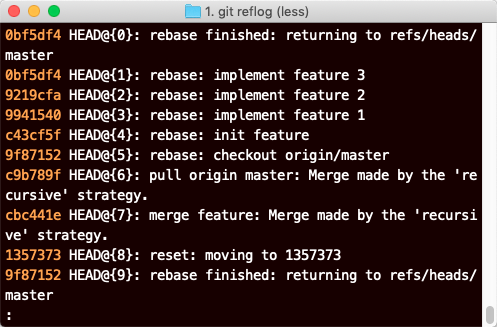 1. git reflog (less)
0bf5df4 HEAD@{0}: rebase finished: returning to refs/heads/
master
0bf5df4 HEAD@{1}: rebase: implement feature 3
9219cfa HEAD@{2}: rebase: implement feature 2
9941540 HEAD@{3}: rebase: implement feature 1
c43cf5f HEAD@{4}: rebase: init feature
9f87152 HEAD@{5}: rebase: checkout origin/master
c9b789f HEAD@{6}: pull origin master: Merge made by the 're
cursive' strategy.
cbc441e HEAD@{7}: merge feature: Merge made by the 'recursi
ve' strategy.
1357373 HEAD@{8}: reset: moving to 1357373
9f87152 HEAD@{9}: rebase finished: returning to refs/heads/
master
: